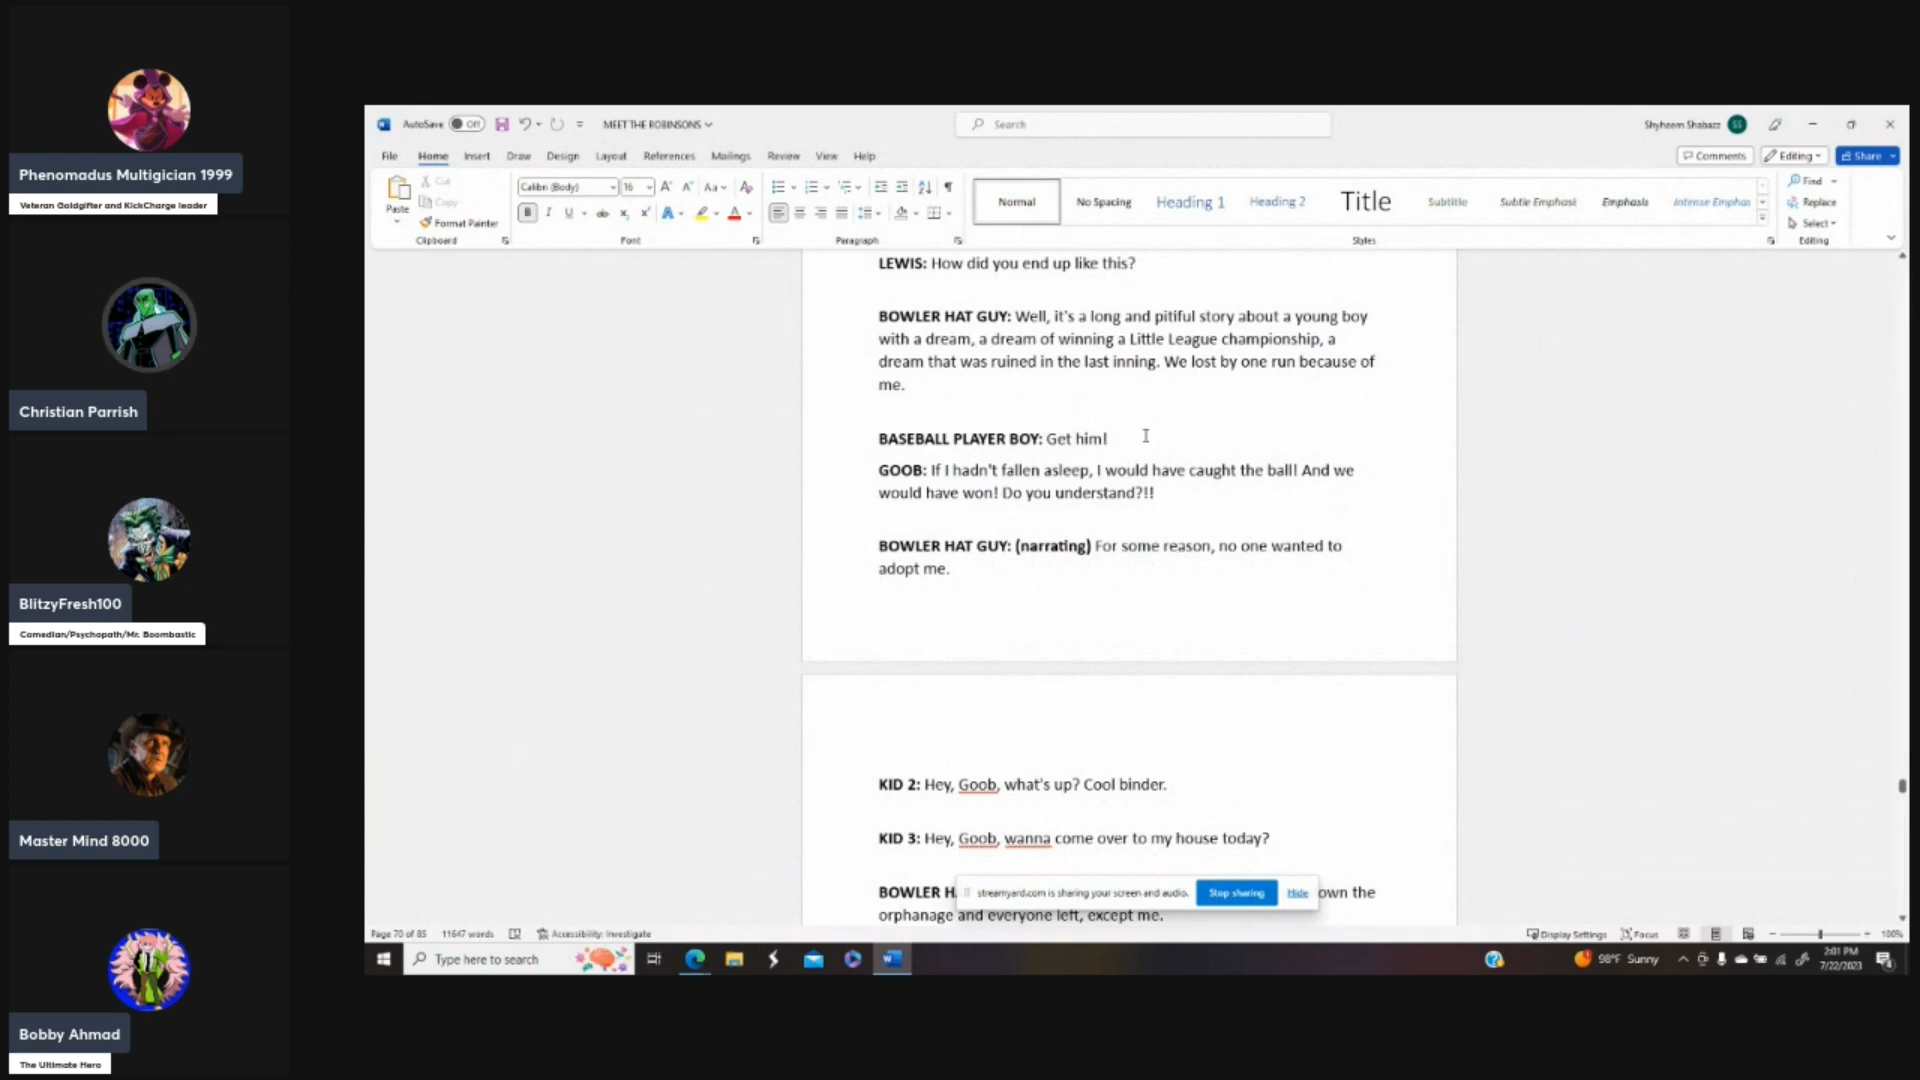 Phenomadus Multigician 1999
Veteran Goldgifter and KickCharge leader
Christian Parrish
BlitzyFresh100
Comedian/Psychopath/Mr. Boombastic
Master Mind 8000
Bobby Ahmad
The Ultimate Hero
AutoSave Off MEET THE ROBINSONS Search Shyheem Shabazz SS
File Home Insert Draw Design Layout References Mailings Review View Help Comments Editing Share
Paste Cut Copy Format Painter
Calibri (Body) 16
Normal No Spacing Heading 1 Heading 2 Title Subtitle Subtle Emphasis Emphasis Intense Emphas
Find Replace Select
Clipboard Font Paragraph Styles Editing
LEWIS: How did you end up like this?
BOWLER HAT GUY: Well, it's a long and pitiful story about a young boy
with a dream, a dream of winning a Little League championship, a
dream that was ruined in the last inning. We lost by one run because of
me.
BASEBALL PLAYER BOY: Get him!
GOOB: If I hadn't fallen asleep, I would have caught the ball! And we
would have won! Do you understand?!!
BOWLER HAT GUY: (narrating) For some reason, no one wanted to
adopt me.
KID 2: Hey, Goob, what's up? Cool binder.
KID 3: Hey, Goob, wanna come over to my house today?
BOWLER H own the
streamyard.com is sharing your screen and audio. Stop sharing Hide
orphanage and everyone left, except me.
Page 70 of 85 11647 words Accessibility: Investigate Display Settings Focus 100%
Type here to search 98°F Sunny 2:01 PM
7/22/2023